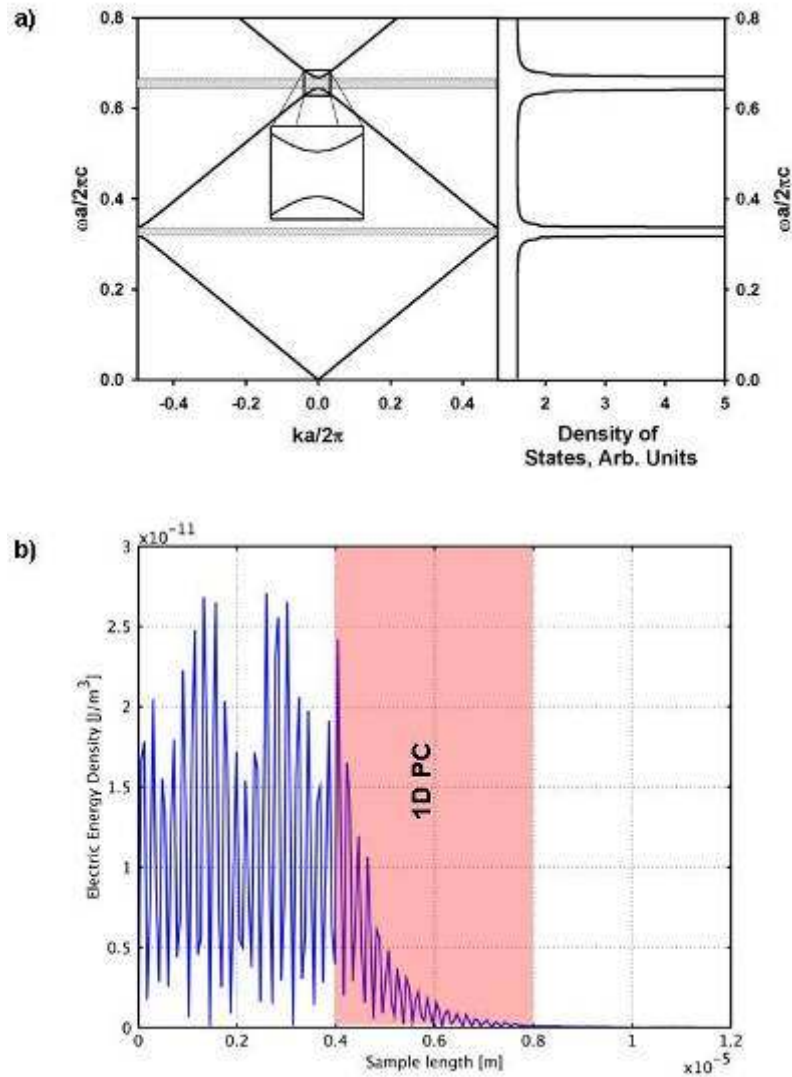 a)
0.8
0.6
0.4
0.2
0.0
ωa/2πc
-0.4 -0.2 0.0 0.2 0.4
ka/2π
2 3 4 5
Density of
States, Arb. Units
0.8
0.6
0.4
0.2
0.0
ωa/2πc
b)
x10⁻¹¹
3
2.5
2
1.5
1
0.5
0
Electric Energy Density [J/m³]
1D PC
0 0.2 0.4 0.6 0.8 1 1.2
Sample length [m]
x10⁻⁵